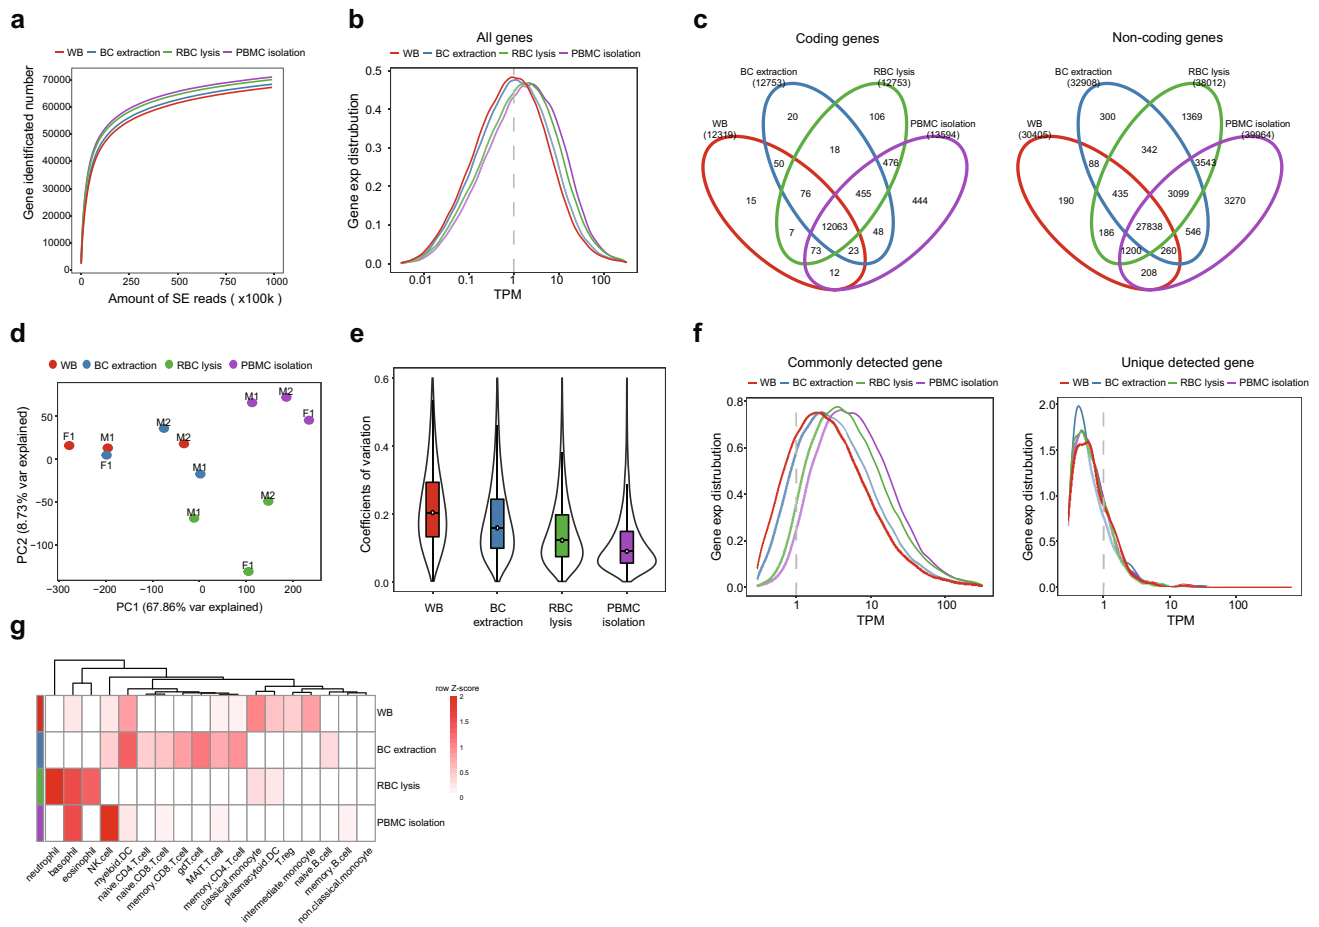 a
WB BC extraction RBC lysis PBMC isolation
Gene identificated number
70000
60000
50000
40000
30000
20000
10000
0
0 250 500 750 1000
Amount of SE reads ( x100k )
b
All genes
WB BC extraction RBC lysis PBMC isolation
Gene exp distrubution
0.5
0.4
0.3
0.2
0.1
0.0
0.01 0.1 1 10 100
TPM
c
Coding genes
BC extraction
(12753)
RBC lysis
(12753)
WB
(12319)
PBMC isolation
(13594)
20 106
18
50 476
15 76 455 444
7 12063 48
73 23
12
Non-coding genes
BC extraction
(32908)
RBC lysis
(38012)
WB
(30405)
PBMC isolation
(39964)
300 1369
342
88 3543
190 435 3099 3270
186 27838 546
1200 260
208
d
WB BC extraction RBC lysis PBMC isolation
PC2 (8.73% var explained)
50
0
−50
−100
F1
M1
F1
M2
M2
M1
M1
M2
F1
M1
M2
F1
−300 −200 −100 0 100 200
PC1 (67.86% var explained)
e
Coefficients of variation
0.6
0.4
0.2
0.0
WB
BC
extraction
RBC
lysis
PBMC
isolation
f
Commonly detected gene
WB BC extraction RBC lysis PBMC isolation
Gene exp distrubution
0.8
0.6
0.4
0.2
0.0
1 10 100
TPM
Unique detected gene
WB BC extraction RBC lysis PBMC isolation
Gene exp distrubution
2.0
1.5
1.0
0.5
0.0
1 10 100
TPM
g
row Z-score
2
1.5
1
0.5
0
WB
BC extraction
RBC lysis
PBMC isolation
neutrophil
basophil
eosinophil
NK.cell
myeloid.DC
naive.CD4.T.cell
naive.CD8.T.cell
memory.CD8.T.cell
gdT.cell
MAIT.T.cell
memory.CD4.T.cell
classical.monocyte
plasmacytoid.DC
T.reg
intermediate.monocyte
naive.B.cell
memory.B.cell
non.classical.monocyte